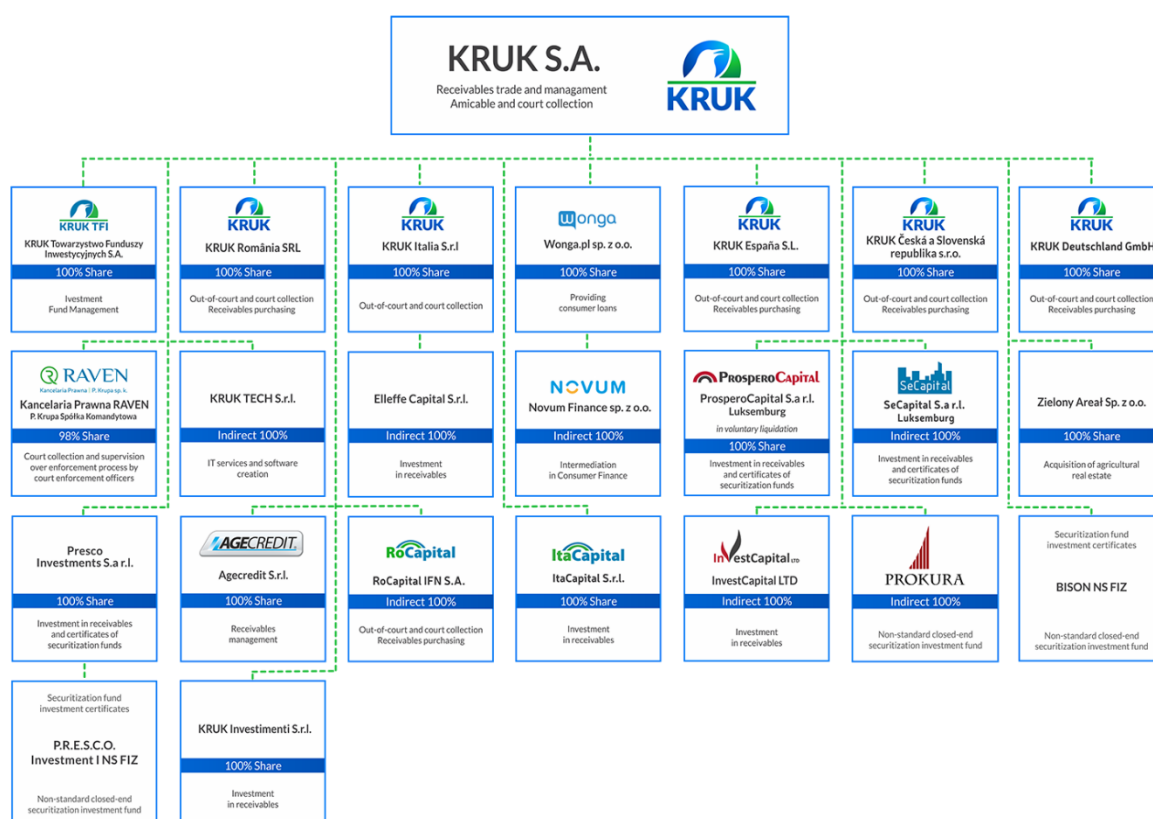 KRUK S.A.
Receivables trade and managament
Amicable and court collection
KRUK
KRUK TFI
KRUK Towarzystwo Funduszy
Inwestycyjnych S.A.
100% Share
Ivestment
Fund Management
KRUK
KRUK România SRL
100% Share
Out-of-court and court collection
Receivables purchasing
KRUK
KRUK Italia S.r.l
100% Share
Out-of-court and court collection
wonga
Wonga.pl sp. z o.o.
100% Share
Providing
consumer loans
KRUK
KRUK España S.L.
100% Share
Out-of-court and court collection
Receivables purchasing
KRUK
KRUK Česká a Slovenská
republika s.r.o.
100% Share
Out-of-court and court collection
Receivables purchasing
KRUK
KRUK Deutschland GmbH
100% Share
Out-of-court and court collection
Receivables purchasing
RAVEN
Kancelaria Prawna | P. Krupa sp. k.
Kancelaria Prawna RAVEN
P. Krupa Spółka Komandytowa
98% Share
Court collection and supervision
over enforcement process by
court enforcement officers
KRUK TECH S.r.l.
Indirect 100%
IT services and software
creation
Elleffe Capital S.r.l.
Indirect 100%
Investment
in receivables
NOVUM
Novum Finance sp. z o.o.
Indirect 100%
Intermediation
in Consumer Finance
PROSPEROCAPITAL
ProsperoCapital S.a r.l.
Luksemburg
in voluntary liquidation
100% Share
Investment in receivables
and certificates of
securitization funds
SeCapital
SeCapital S.a r.l.
Luksemburg
Indirect 100%
Investment in receivables
and certificates of
securitization funds
Zielony Areał Sp. z o.o.
100% Share
Acquisition of agricultural
real estate
Presco
Investments S.a r.l.
100% Share
Investment in receivables
and certificates of
securitization funds
AGECREDIT
Agecredit S.r.l.
100% Share
Receivables
management
RoCapital
RoCapital IFN S.A.
Indirect 100%
Out-of-court and court collection
Receivables purchasing
ItaCapital
ItaCapital S.r.l.
100% Share
Investment
in receivables
InvestCapital LTD
InvestCapital LTD
Indirect 100%
Investment
in receivables
PROKURA
Indirect 100%
Non-standard closed-end
securitization investment fund
Securitization fund
investment certificates
BISON NS FIZ
Non-standard closed-end
securitization investment fund
Securitization fund
investment certificates
P.R.E.S.C.O.
Investment I NS FIZ
Non-standard closed-end
securitization investment fund
KRUK Investimenti S.r.l.
100% Share
Investment
in receivables